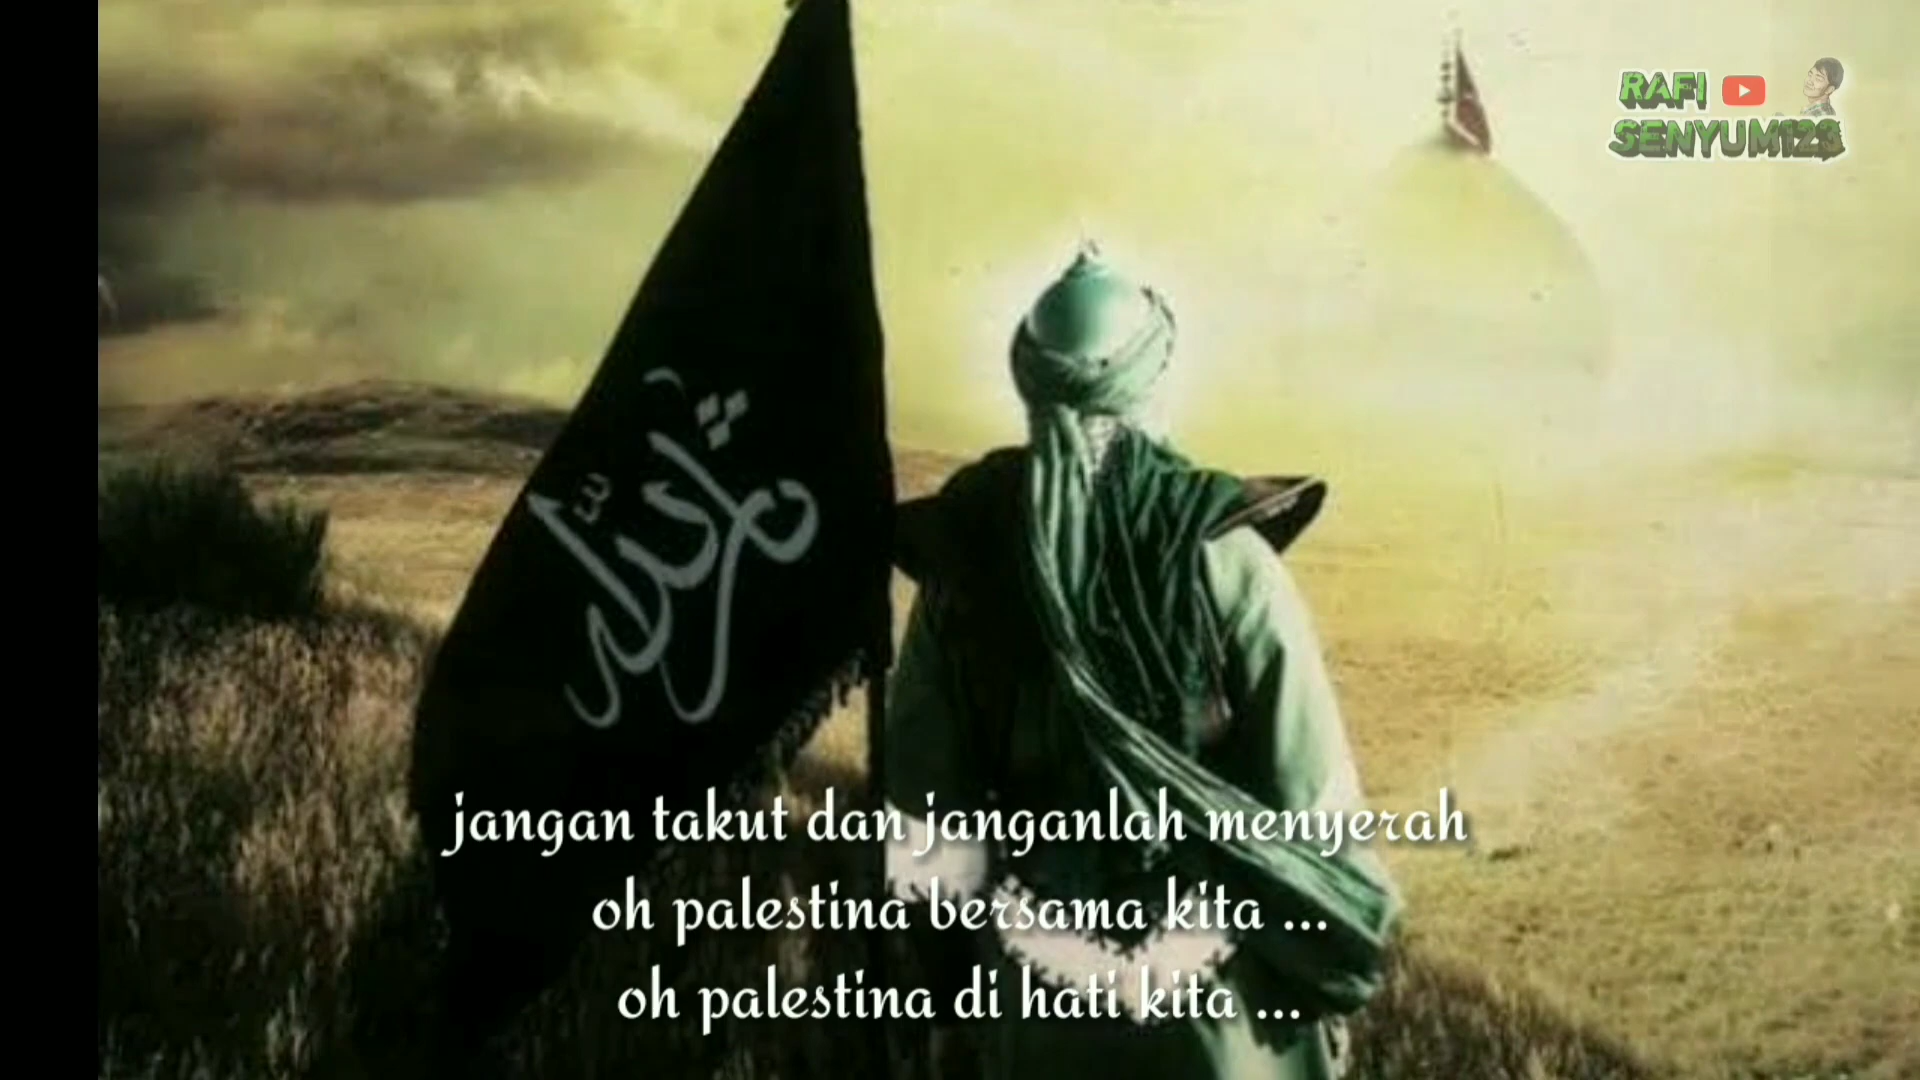 RAFI
SENYUM123
jangan takut dan janganlah menyerah
oh palestina bersama kita ...
oh palestina di hati kita ...